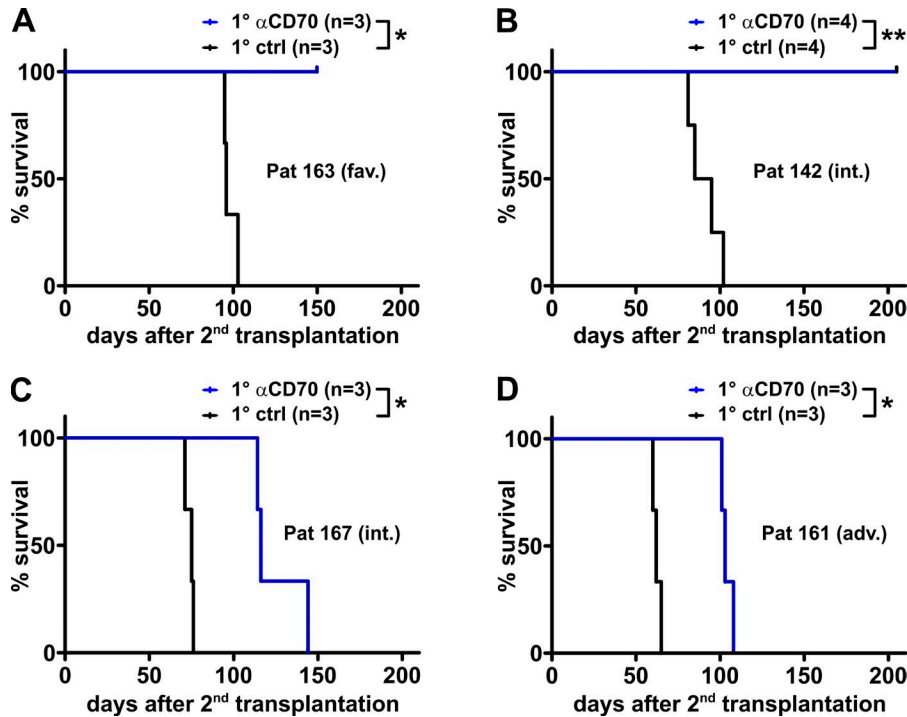 A
1° αCD70 (n=3)
1° ctrl (n=3)
*
% survival
100
50
0
Pat 163 (fav.)
0 50 100 150 200
days after 2nd transplantation
B
1° αCD70 (n=4)
1° ctrl (n=4)
**
% survival
100
50
0
Pat 142 (int.)
0 50 100 150 200
days after 2nd transplantation
C
1° αCD70 (n=3)
1° ctrl (n=3)
*
% survival
100
50
0
Pat 167 (int.)
0 50 100 150 200
days after 2nd transplantation
D
1° αCD70 (n=3)
1° ctrl (n=3)
*
% survival
100
50
0
Pat 161 (adv.)
0 50 100 150 200
days after 2nd transplantation